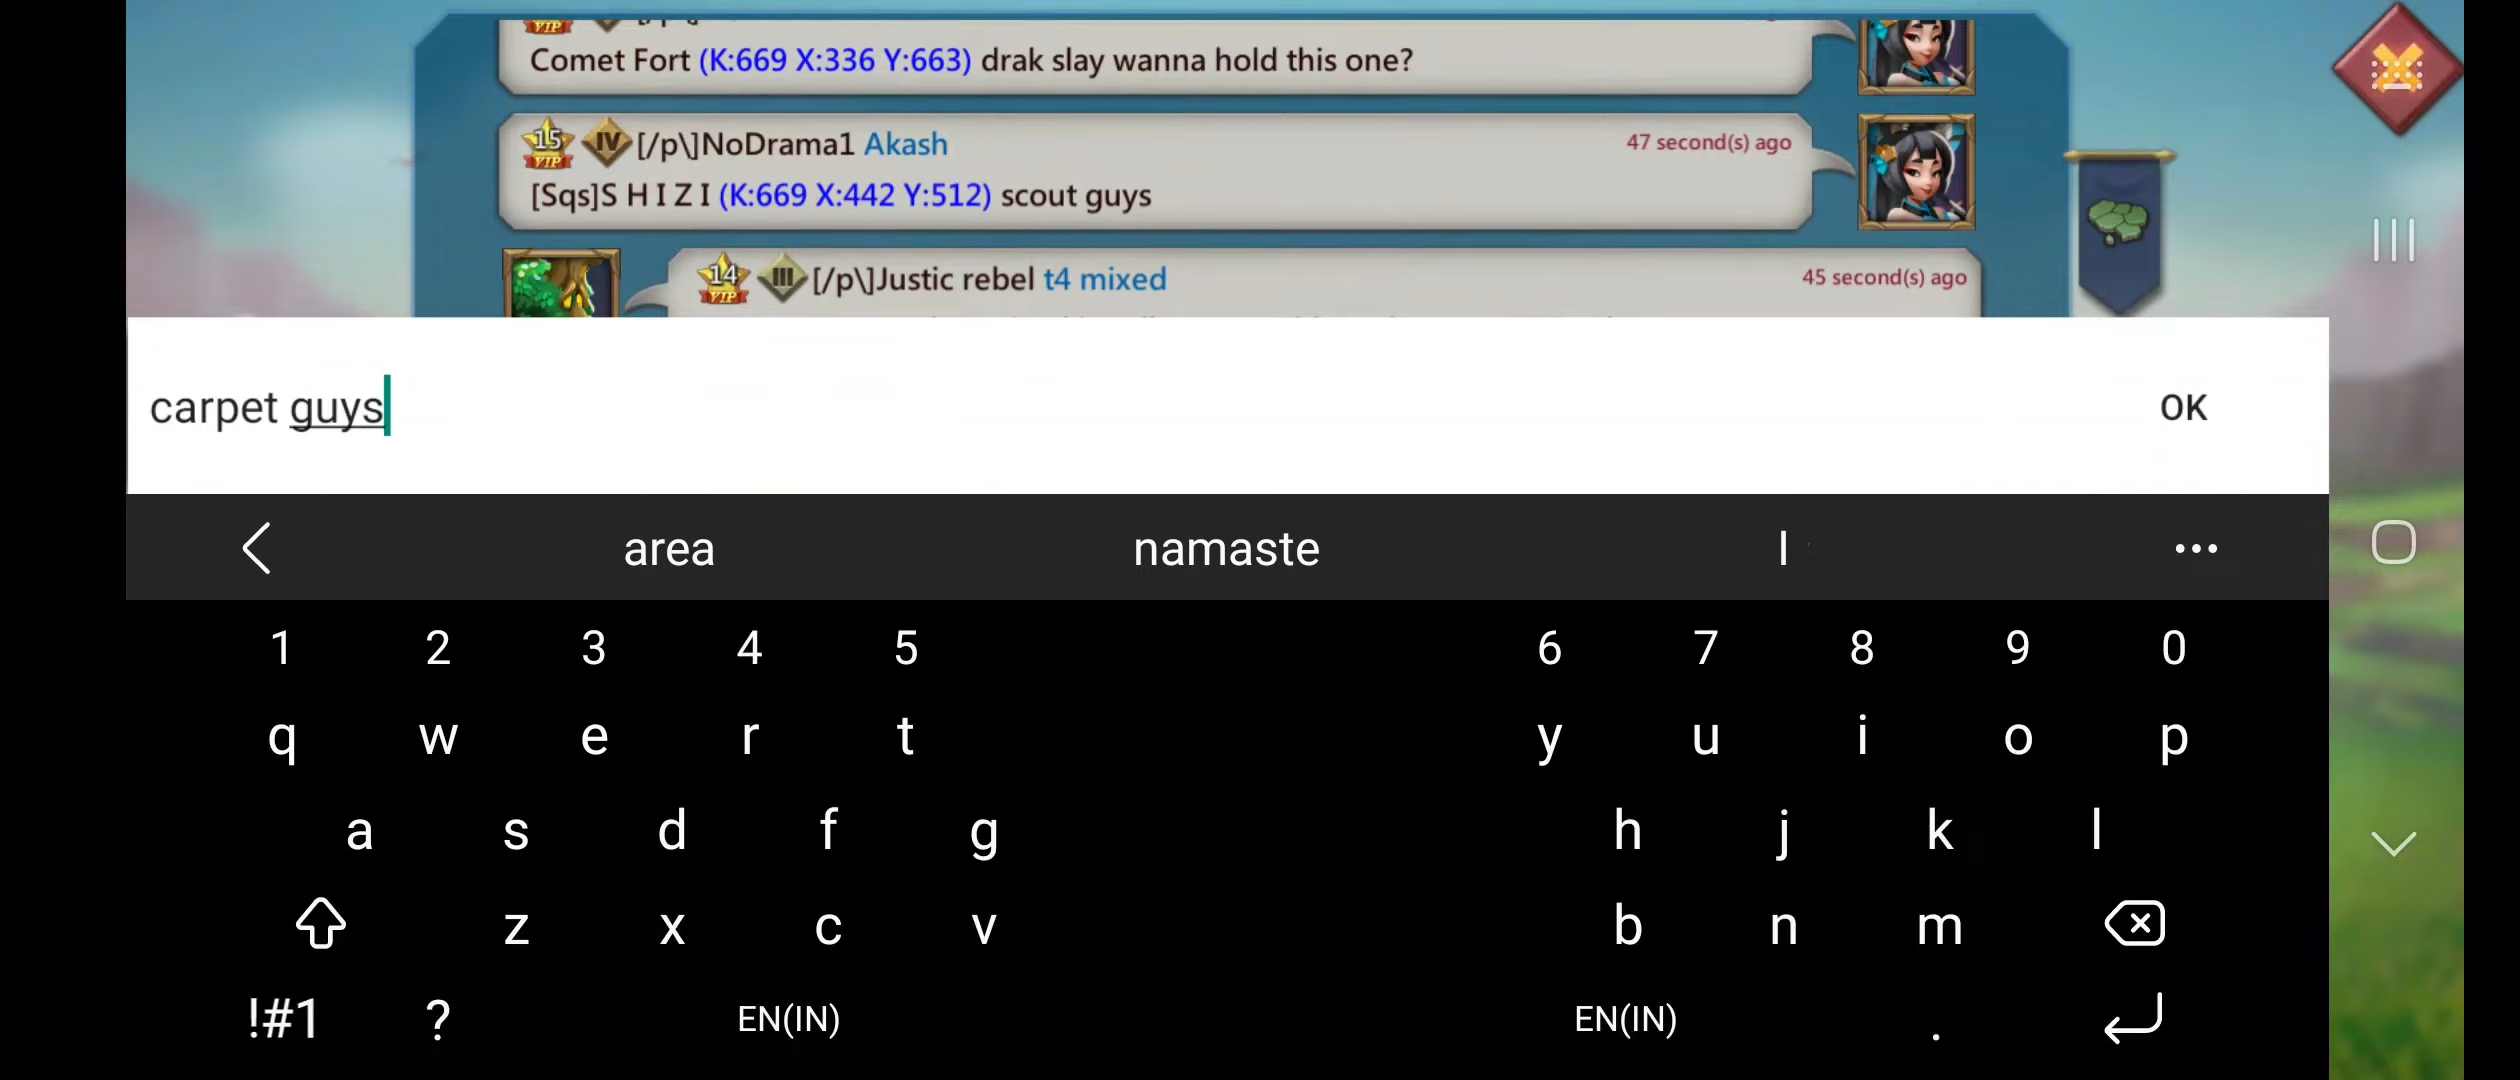 VIP
Comet Fort (K:669 X:336 Y:663) drak slay wanna hold this one?
15 VIP IV [/p\]NoDrama1 Akash 47 second(s) ago
[Sqs]S H I Z I (K:669 X:442 Y:512) scout guys
14 VIP III [/p\]Justic rebel t4 mixed 45 second(s) ago
carpet guys OK
area namaste I
1 2 3 4 5 6 7 8 9 0
q w e r t y u i o p
a s d f g h j k l
z x c v b n m
!#1 ? EN(IN) EN(IN) .